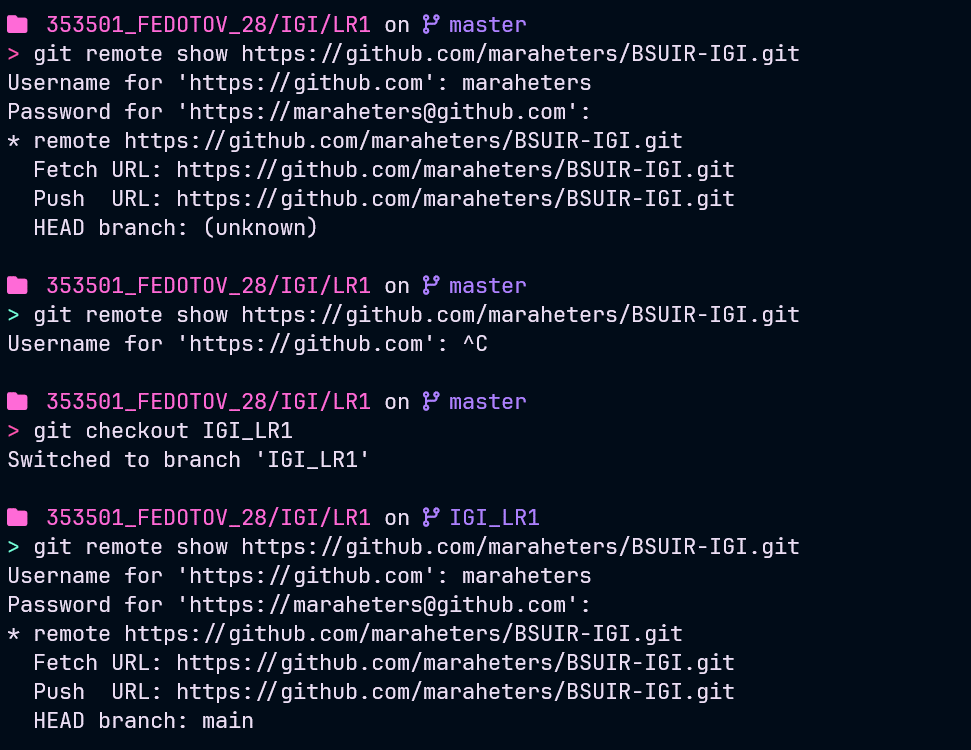 353501_FEDOTOV_28/IGI/LR1 on master
> git remote show https://github.com/maraheters/BSUIR-IGI.git
Username for 'https://github.com': maraheters
Password for 'https://maraheters@github.com':
* remote https://github.com/maraheters/BSUIR-IGI.git
  Fetch URL: https://github.com/maraheters/BSUIR-IGI.git
  Push  URL: https://github.com/maraheters/BSUIR-IGI.git
  HEAD branch: (unknown)
353501_FEDOTOV_28/IGI/LR1 on master
> git remote show https://github.com/maraheters/BSUIR-IGI.git
Username for 'https://github.com': ^C
353501_FEDOTOV_28/IGI/LR1 on master
> git checkout IGI_LR1
Switched to branch 'IGI_LR1'
353501_FEDOTOV_28/IGI/LR1 on IGI_LR1
> git remote show https://github.com/maraheters/BSUIR-IGI.git
Username for 'https://github.com': maraheters
Password for 'https://maraheters@github.com':
* remote https://github.com/maraheters/BSUIR-IGI.git
  Fetch URL: https://github.com/maraheters/BSUIR-IGI.git
  Push  URL: https://github.com/maraheters/BSUIR-IGI.git
  HEAD branch: main